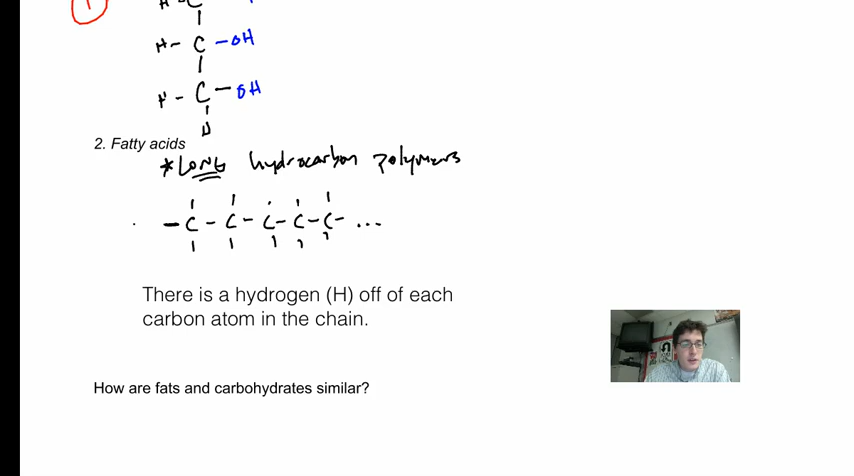 1
H - C
H - C - OH
H - C - OH
H
2. Fatty acids
*LONG hydrocarbon polymers
- C - C - C - C - C - ...
There is a hydrogen (H) off of each
carbon atom in the chain.
How are fats and carbohydrates similar?